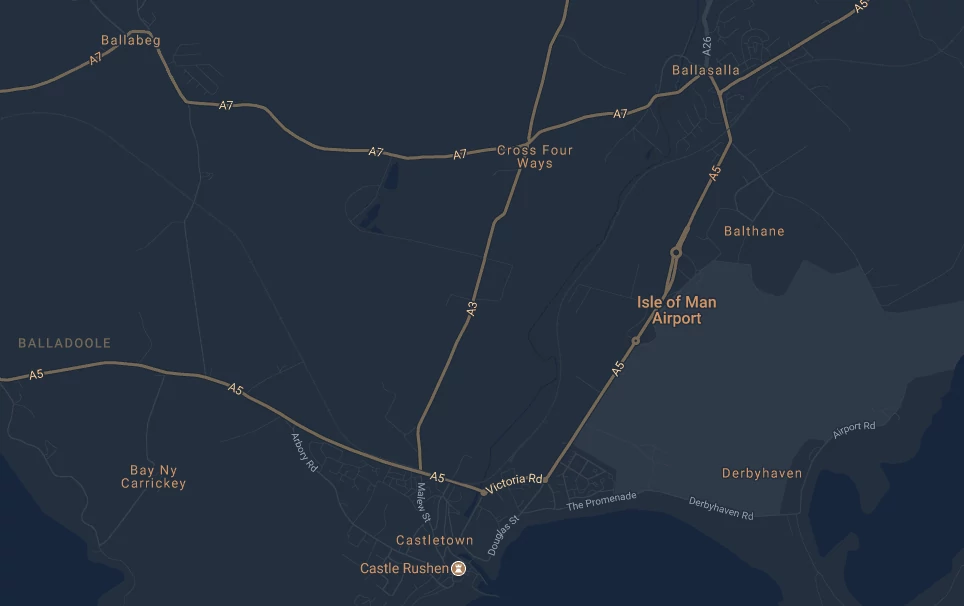 A5
A26
Ballabeg
A7
Ballasalla
A7
A7
A7
A7
Cross Four
Ways
A5
Balthane
Isle of Man
Airport
A3
BALLADOOLE
A5
A5
A5
Airport Rd
Arbory Rd
Bay Ny
Carrickey
A5
Victoria Rd
Derbyhaven
Malew St
The Promenade
Derbyhaven Rd
Douglas St
Castletown
Castle Rushen